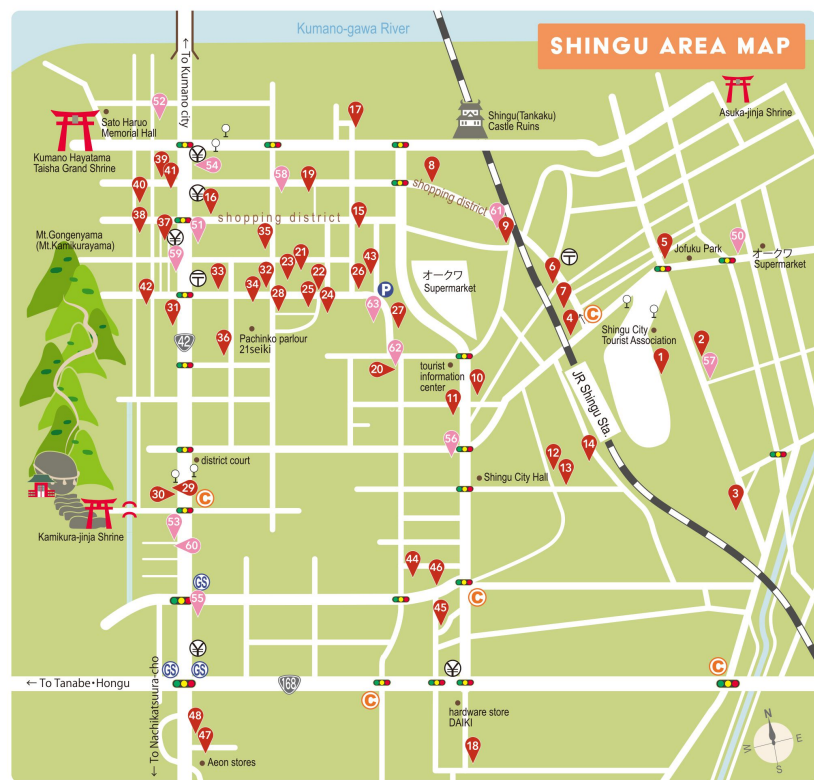 Kumano-gawa River
SHINGU AREA MAP
← To Kumano city
52
Sato Haruo
Memorial Hall
17
Shingu(Tankaku)
Castle Ruins
Asuka-jinja Shrine
Kumano Hayatama
Taisha Grand Shrine
39
41
40
¥
54
58
19
8
shopping district
¥
16
38
37
51
shopping district
15
61
9
¥
59
35
Mt.Gongenyama
(Mt.Kamikurayama)
5
Jofuku Park
50
オークワ
Supermarket
42
31
〒
33
34
32
28
23
21
25
22
24
26
43
P
63
27
オークワ
Supermarket
6
〒
7
4
C
Shingu City
Tourist Association
1
2
57
42
36
Pachinko parlour
21seiki
62
20
tourist
information
center
10
11
JR Shingu Sta.
56
12
13
14
district court
Shingu City Hall
30
29
C
3
Kamikura-jinja Shrine
53
60
44
46
45
C
GS
55
¥
GS
GS
← To Tanabe・Hongu
168
¥
C
C
← To Nachikatsuura-cho
48
47
Aeon stores
hardware store
DAIKI
18
N
E
S
W